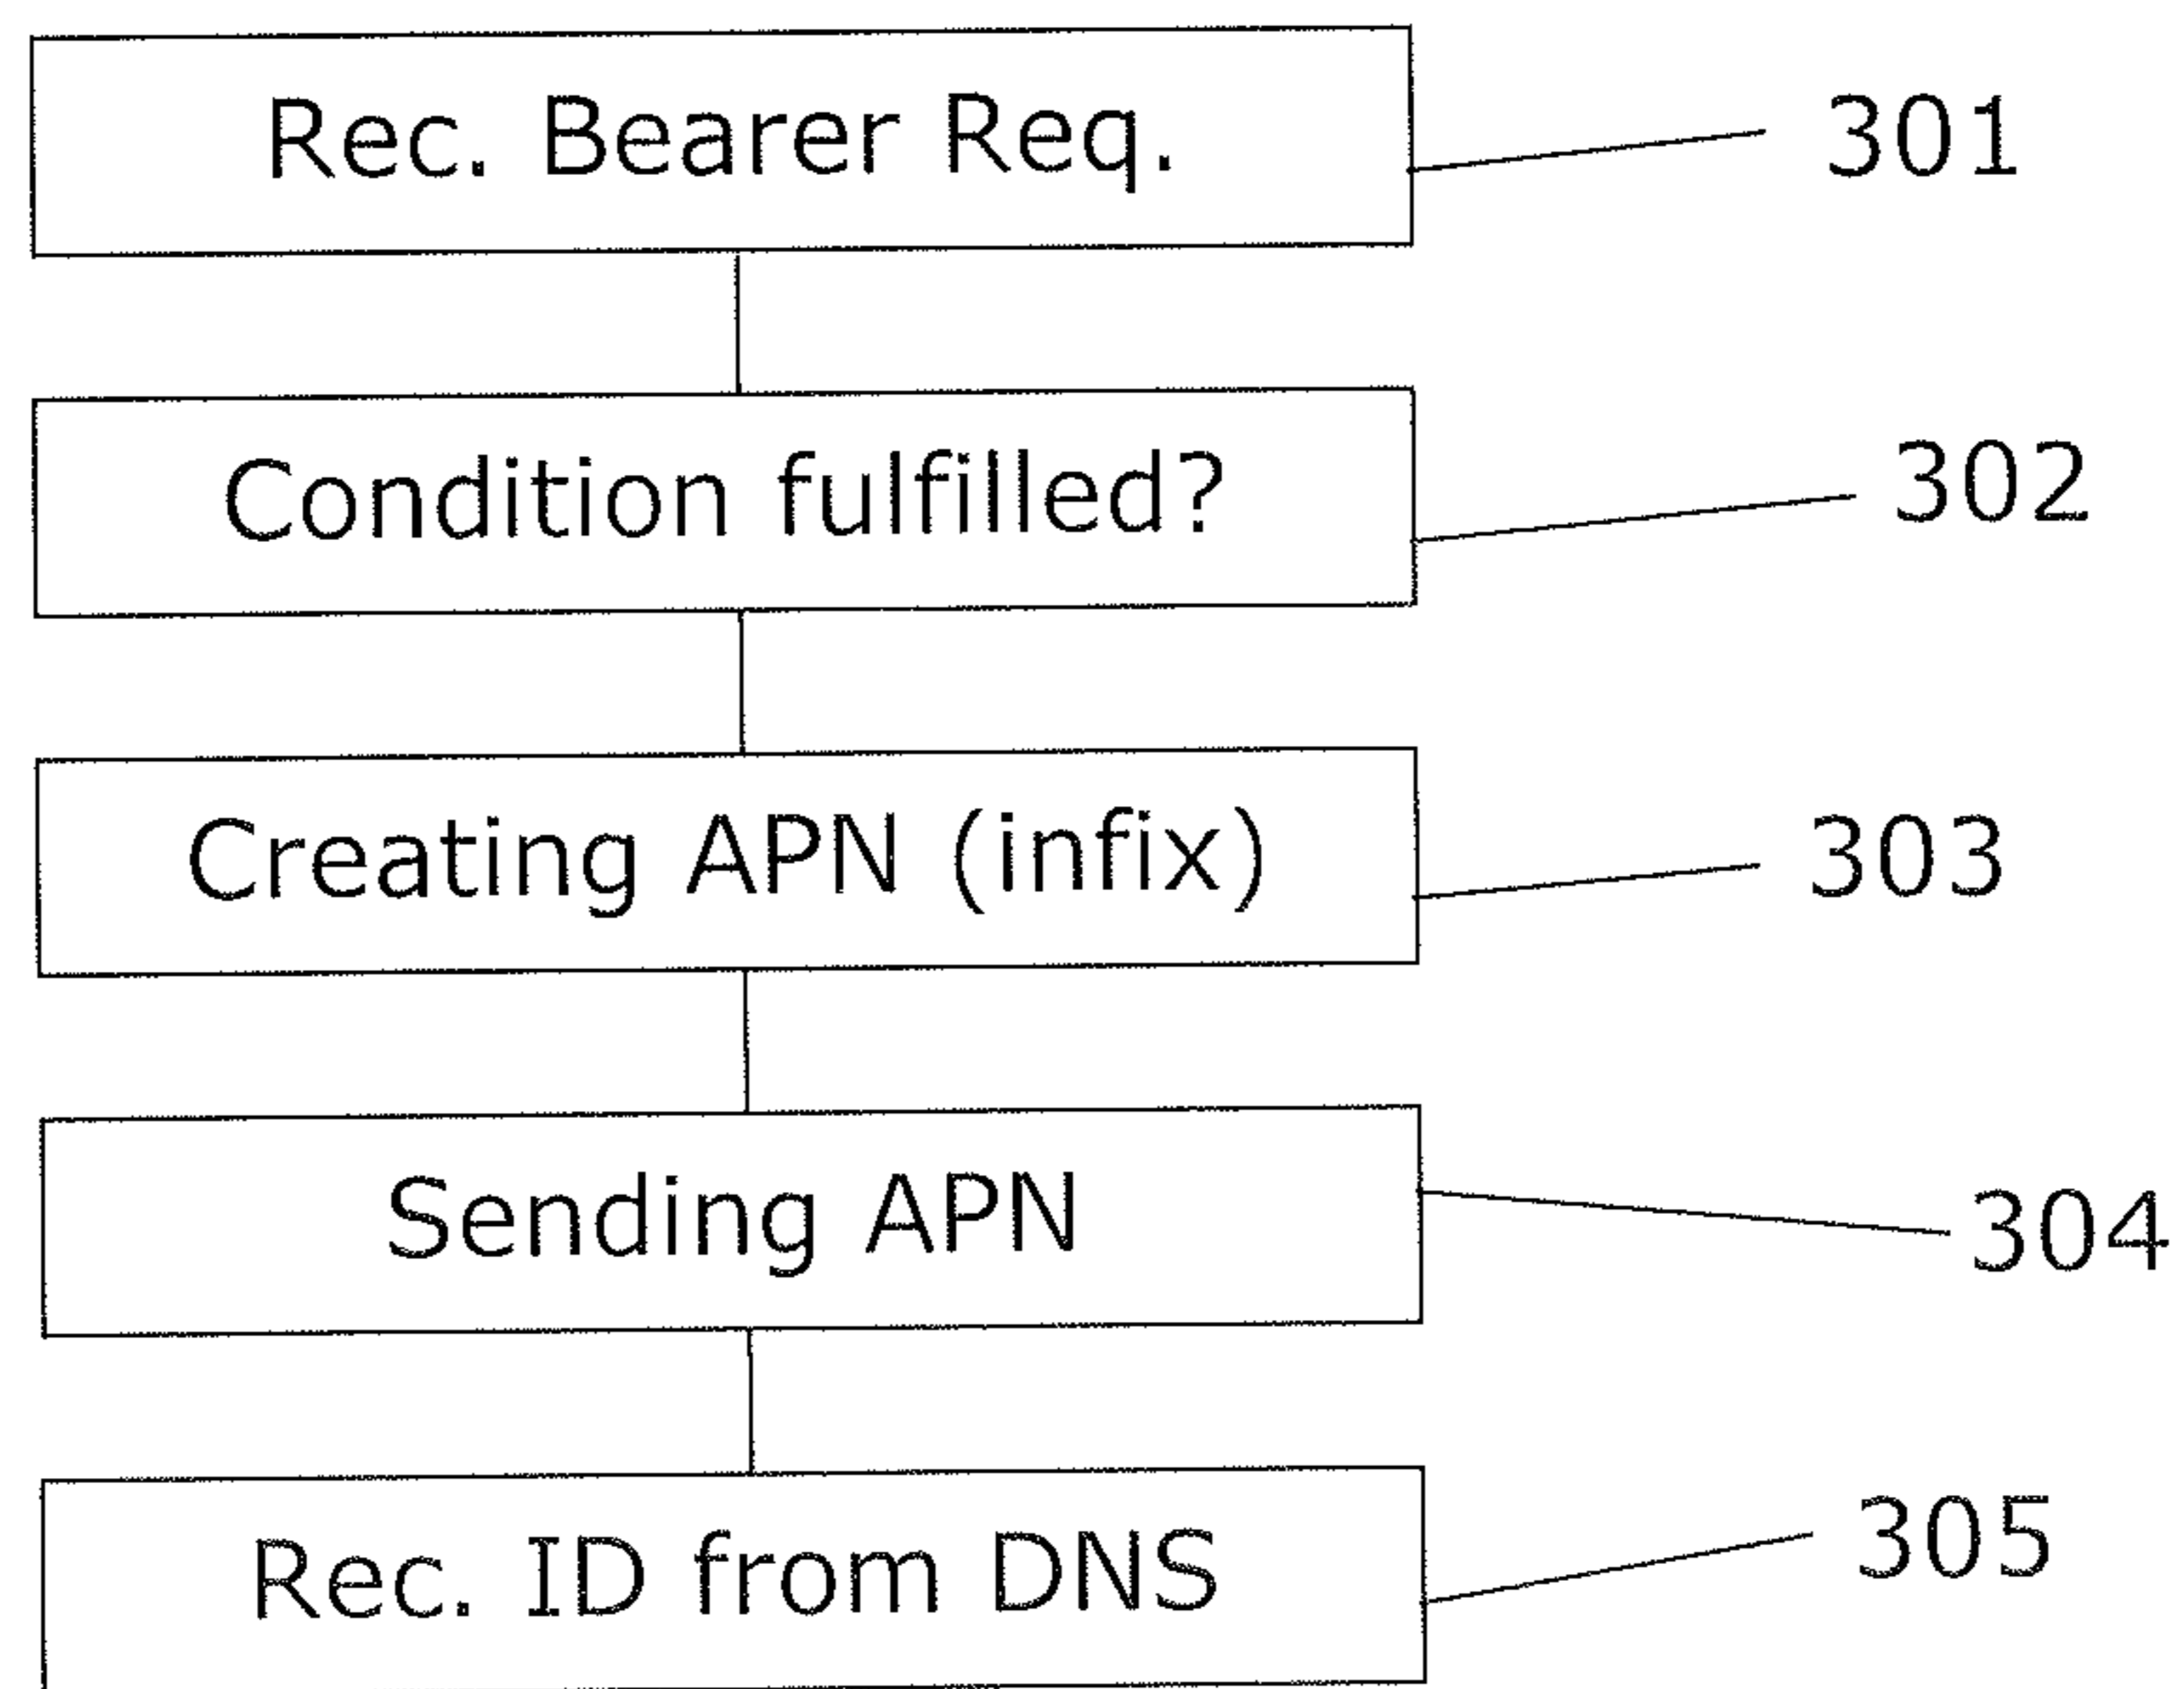 Rec. Bearer Req.
301
Condition fulfilled?
302
Creating APN (infix)
303
Sending APN
304
Rec. ID from DNS
305